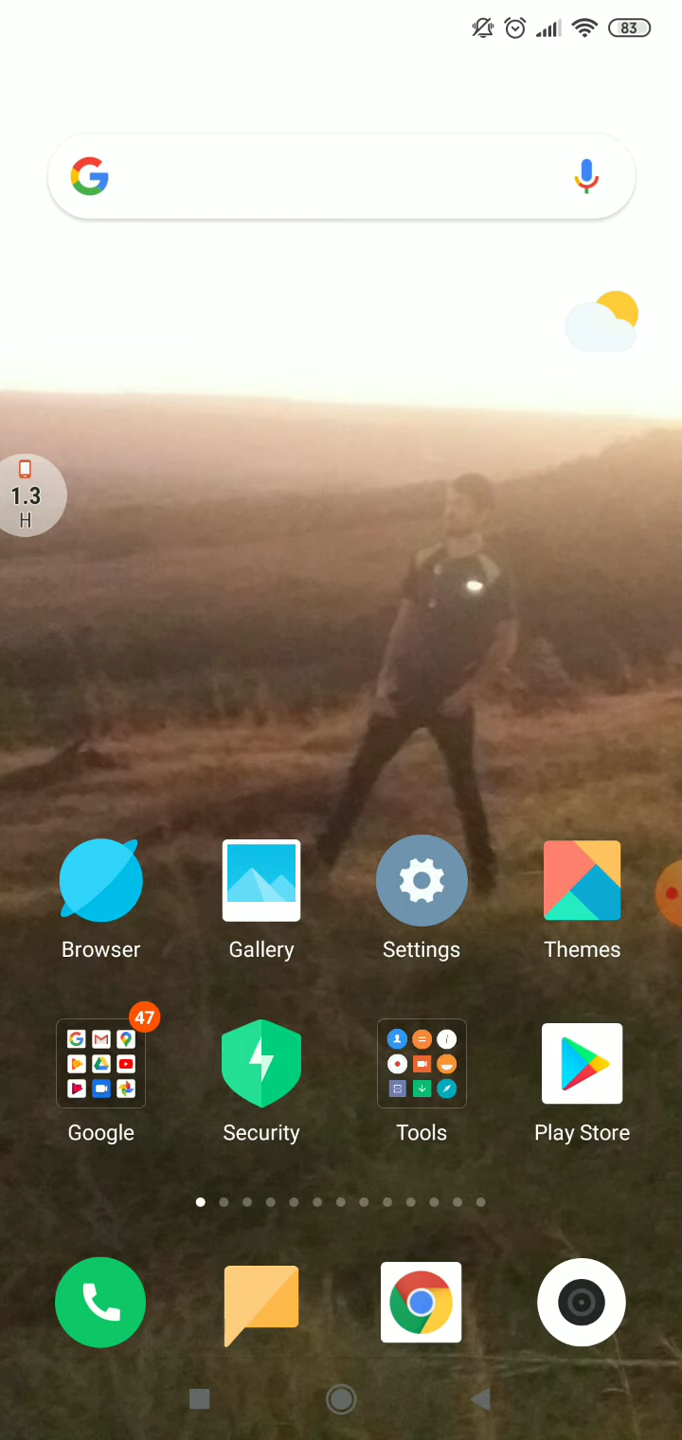 83
1.3
H
Browser
Gallery
Settings
Themes
47
Google
Security
Tools
Play Store